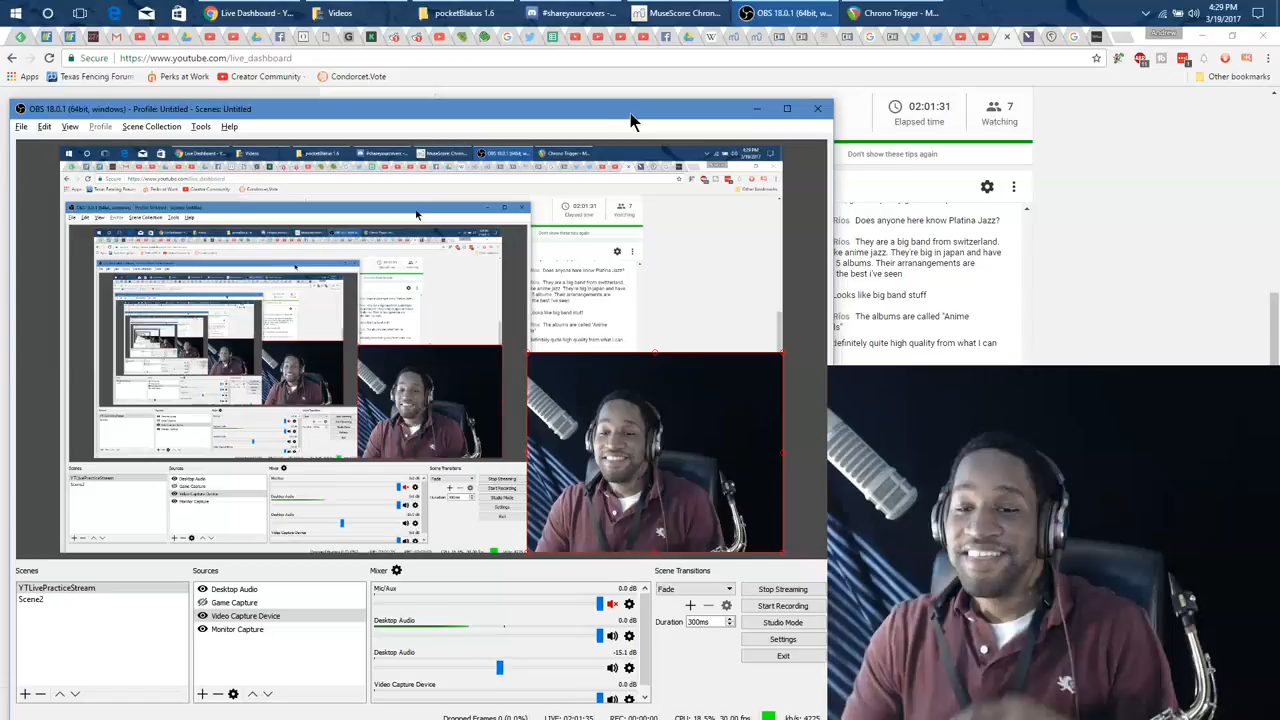 Live Dashboard - Y...
Videos
pocketBlakus 1.6
#shareyourcovers - ...
MuseScore: Chron...
OBS 18.0.1 (64bit, w...
Chrono Trigger - M...
4:29 PM
3/19/2017
Andrew
Secure
https://www.youtube.com/live_dashboard
Apps
Texas Fencing Forum
Perks at Work
Creator Community
Condorcet.Vote
Other bookmarks
OBS 18.0.1 (64bit, windows) - Profile: Untitled - Scenes: Untitled
File Edit View Profile Scene Collection Tools Help
02:01:31
Elapsed time
7
Watching
Don't show these tips again
Rios Does anyone here know Platina Jazz?
Rios They are a big band from switzerland.
ke anime jazz. They're big in japan and have
5 albums. Their arranangements are
the best i've seen
ooks like big band stuff
Rios The albums are called "Anime
s"
efinitely quite high quality from what I can
Scenes
YTLivePracticeStream
Scene2
Sources
Desktop Audio
Game Capture
Video Capture Device
Monitor Capture
Mixer
Mic/Aux
0.0 dB
Desktop Audio
0.0 dB
Desktop Audio
-15.1 dB
Video Capture Device
0.0 dB
Scene Transitions
Fade
Duration 300ms
Stop Streaming
Start Recording
Studio Mode
Settings
Exit
Dropped Frames 0 (0.0%)
LIVE: 02:01:35
REC: 00:00:00
CPU: 18.5%, 30.00 fps
kb/s: 4225